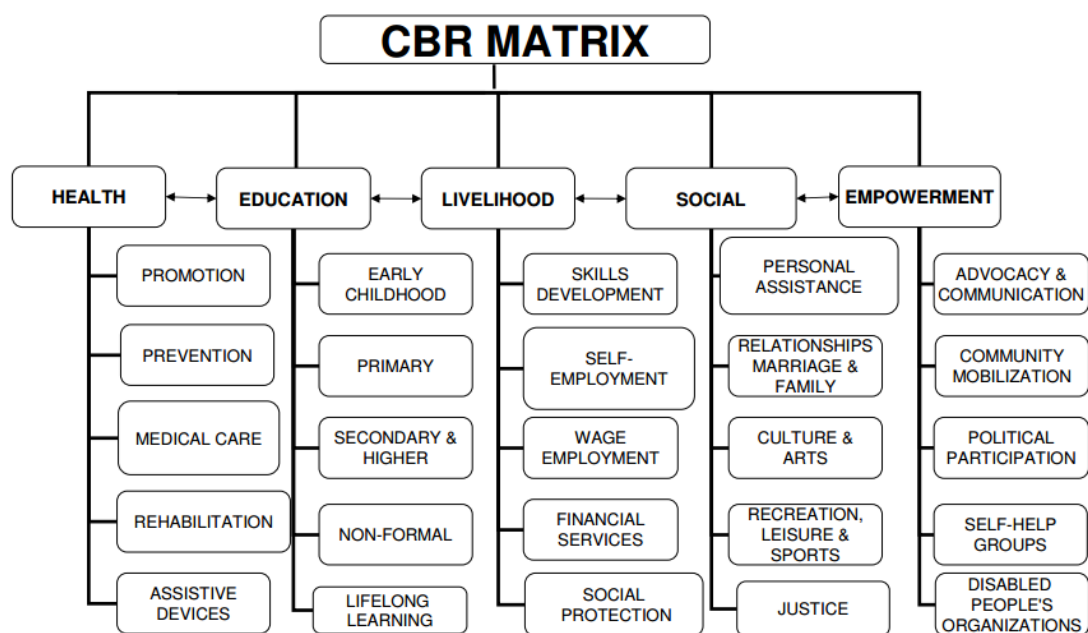 CBR MATRIX
HEALTH
EDUCATION
LIVELIHOOD
SOCIAL
EMPOWERMENT
PROMOTION
PREVENTION
MEDICAL CARE
REHABILITATION
ASSISTIVE
DEVICES
EARLY
CHILDHOOD
PRIMARY
SECONDARY &
HIGHER
NON-FORMAL
LIFELONG
LEARNING
SKILLS
DEVELOPMENT
SELF-
EMPLOYMENT
WAGE
EMPLOYMENT
FINANCIAL
SERVICES
SOCIAL
PROTECTION
PERSONAL
ASSISTANCE
RELATIONSHIPS
MARRIAGE &
FAMILY
CULTURE &
ARTS
RECREATION,
LEISURE &
SPORTS
JUSTICE
ADVOCACY &
COMMUNICATION
COMMUNITY
MOBILIZATION
POLITICAL
PARTICIPATION
SELF-HELP
GROUPS
DISABLED
PEOPLE'S
ORGANIZATIONS